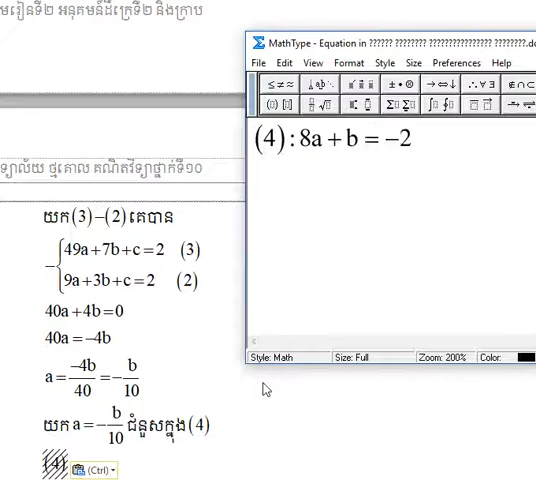 មេរៀនទី២ អនុគមន៍ដឺក្រេទី២ និងក្រាប
MathType - Equation in ?????? ???????? ???????????????? ????????.do
File Edit View Format Style Size Preferences Help
(4) : 8a + b = −2
ទ្យាល័យ ថ្មគោល គណិតវិទ្យាថ្នាក់ទី១០
យក (3) − (2) គេបាន
− { 49a + 7b + c = 2 (3)
9a + 3b + c = 2 (2)
40a + 4b = 0
40a = −4b
a = −4b/40 = −b/10
យក a = −b/10 ជំនួសក្នុង (4)
(4) (Ctrl)
Style: Math Size: Full Zoom: 200% Color: